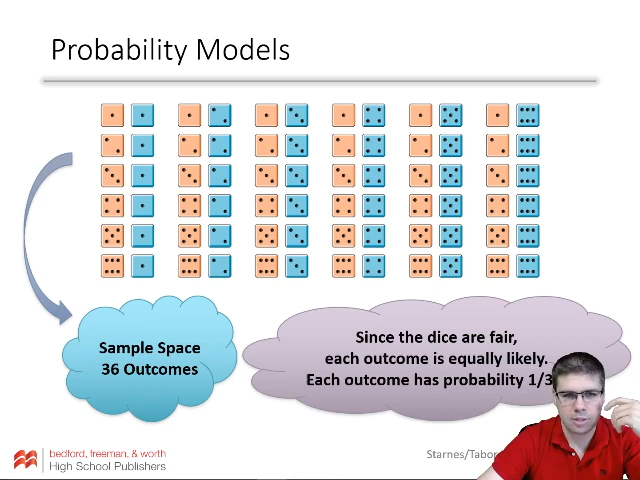 Probability Models
Sample Space
36 Outcomes
Since the dice are fair,
each outcome is equally likely.
Each outcome has probability 1/3
bedford, freeman, & worth
High School Publishers
Starnes/Tabor